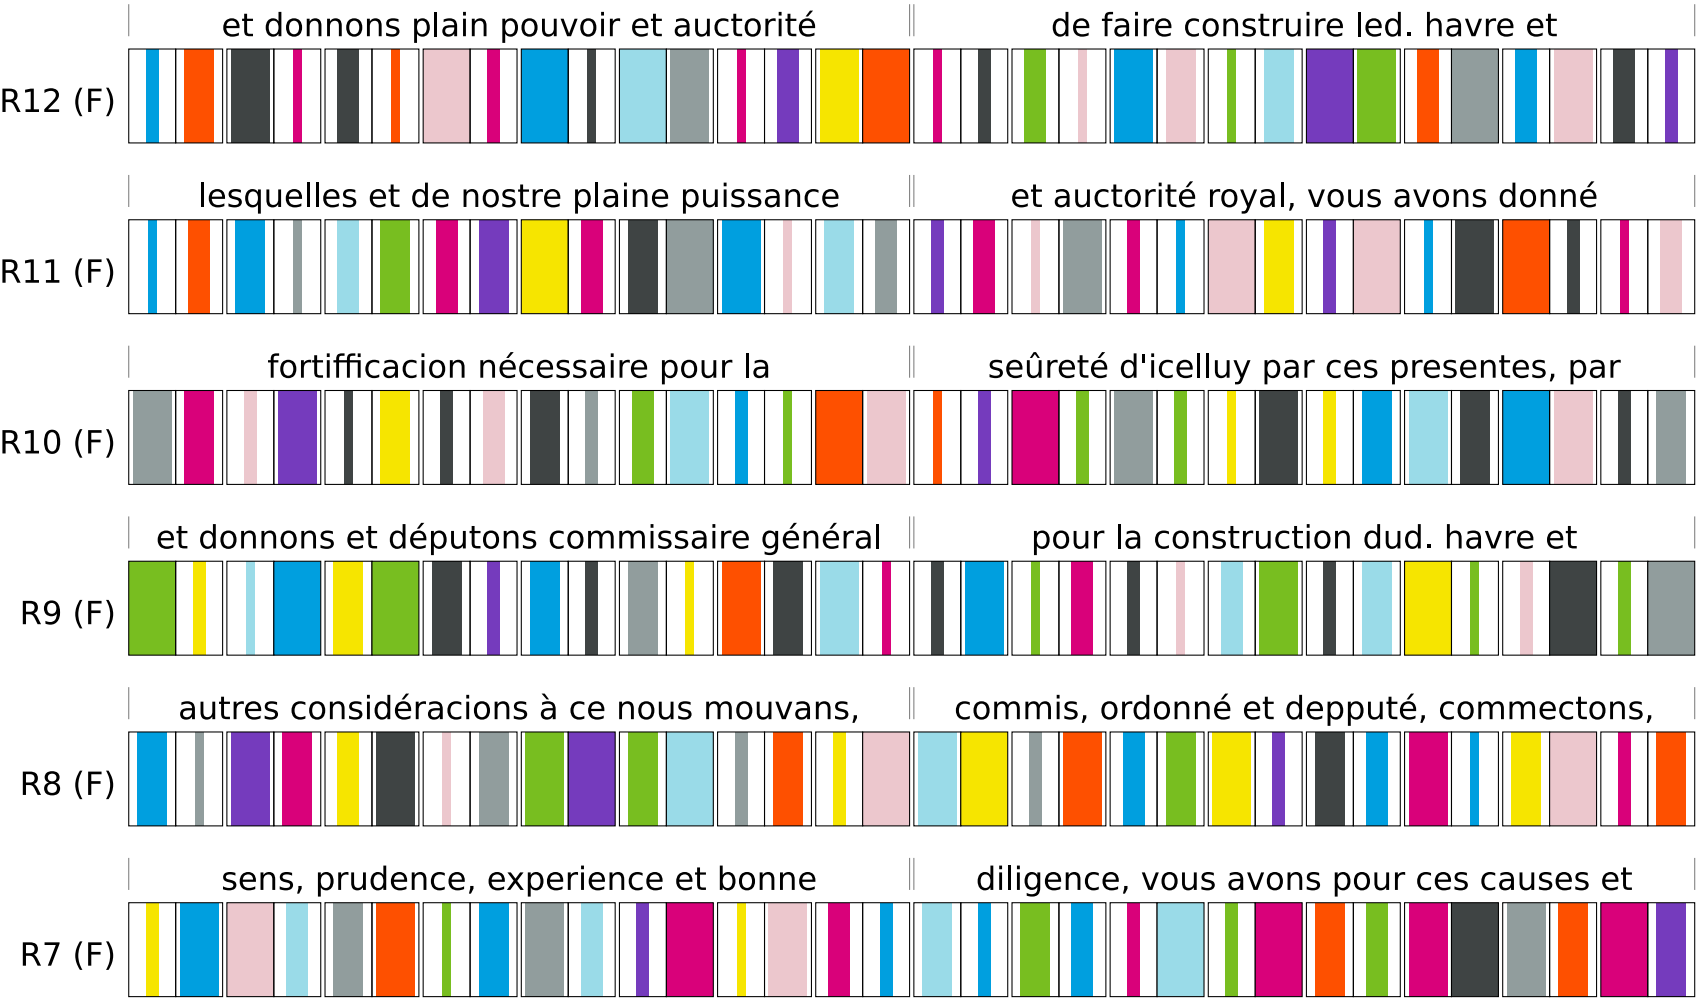 et donnons plain pouvoir et auctorité de faire construire led. havre et
R12 (F)
lesquelles et de nostre plaine puissance et auctorité royal, vous avons donné
R11 (F)
fortifficacion nécessaire pour la seûreté d'icelluy par ces presentes, par
R10 (F)
et donnons et députons commissaire général pour la construction dud. havre et
R9 (F)
autres considéracions à ce nous mouvans, commis, ordonné et depputé, commectons,
R8 (F)
sens, prudence, experience et bonne diligence, vous avons pour ces causes et
R7 (F)